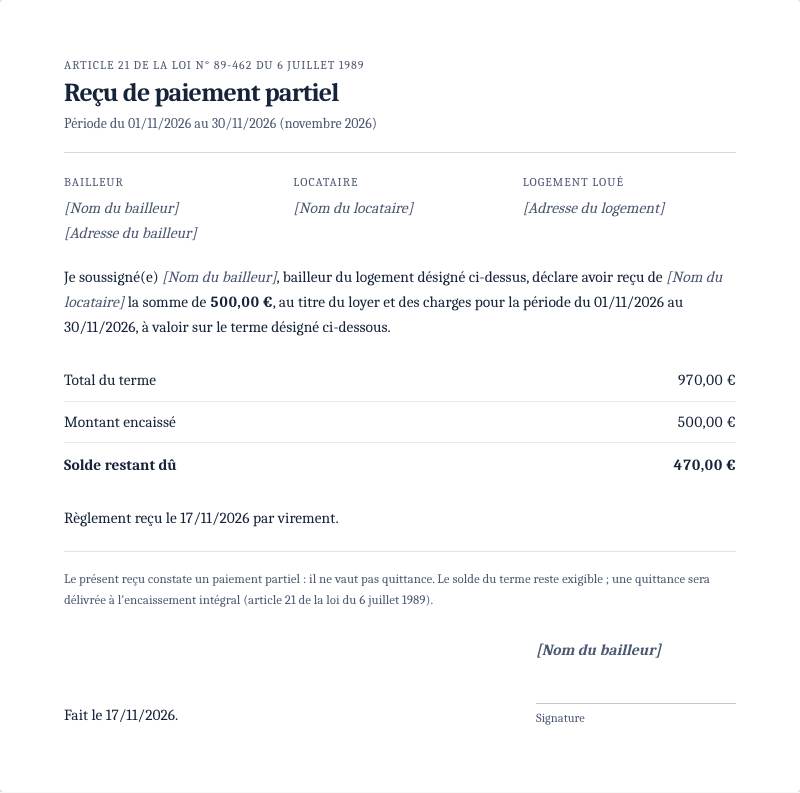 ARTICLE 21 DE LA LOI N° 89-462 DU 6 JUILLET 1989
Reçu de paiement partiel
Période du 01/11/2026 au 30/11/2026 (novembre 2026)
BAILLEUR
[Nom du bailleur]
[Adresse du bailleur]
LOCATAIRE
[Nom du locataire]
LOGEMENT LOUÉ
[Adresse du logement]
Je soussigné(e) [Nom du bailleur], bailleur du logement désigné ci-dessus, déclare avoir reçu de [Nom du
locataire] la somme de 500,00 €, au titre du loyer et des charges pour la période du 01/11/2026 au
30/11/2026, à valoir sur le terme désigné ci-dessous.
Total du terme 970,00 €
Montant encaissé 500,00 €
Solde restant dû 470,00 €
Règlement reçu le 17/11/2026 par virement.
Le présent reçu constate un paiement partiel : il ne vaut pas quittance. Le solde du terme reste exigible ; une quittance sera
délivrée à l'encaissement intégral (article 21 de la loi du 6 juillet 1989).
[Nom du bailleur]
Fait le 17/11/2026.
Signature